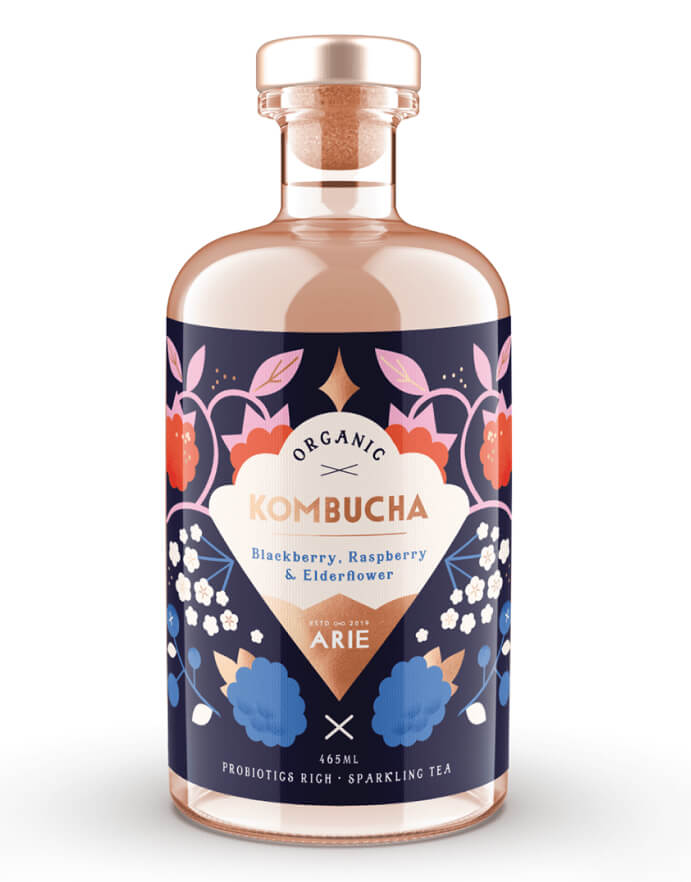 ORGANIC
KOMBUCHA
Blackberry, Raspberry
& Elderflower
ESTD 2019
ARIE
465ML
PROBIOTICS RICH · SPARKLING TEA